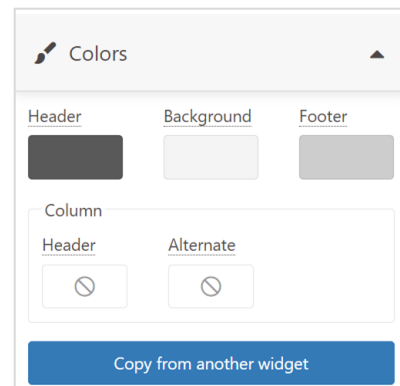 Colors
Header Background Footer
Column
Header Alternate
Copy from another widget